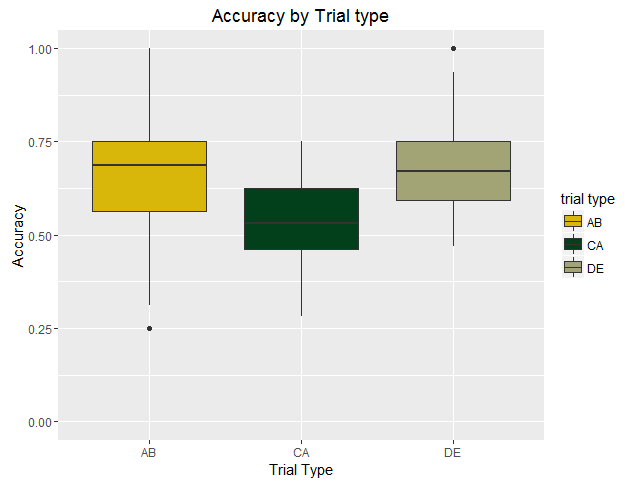 Accuracy by Trial type
Accuracy
1.00
0.75
0.50
0.25
0.00
AB
CA
DE
Trial Type
trial type
AB
CA
DE